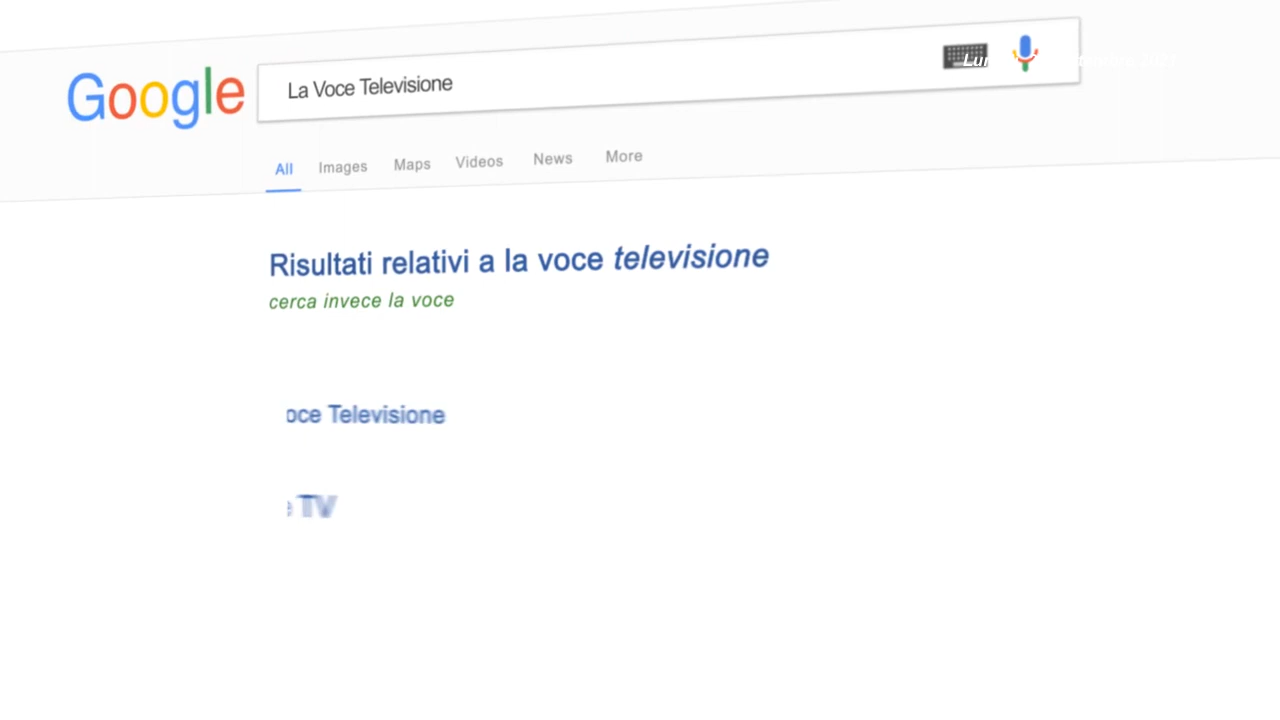 Google
La Voce Televisione
All Images Maps Videos News More
Risultati relativi a la voce televisione
cerca invece la voce
Televisione
TV